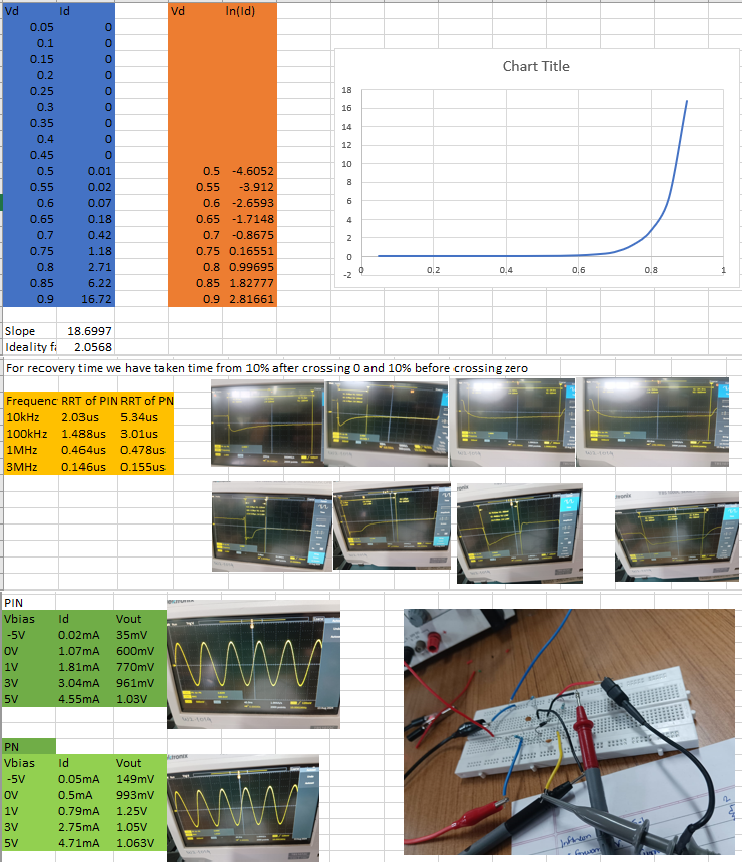 Vd Id Vd ln(Id)
0.05 0
0.1 0
0.15 0
0.2 0
0.25 0
0.3 0
0.35 0
0.4 0
0.45 0
0.5 0.01 0.5 -4.6052
0.55 0.02 0.55 -3.912
0.6 0.07 0.6 -2.6593
0.65 0.18 0.65 -1.7148
0.7 0.42 0.7 -0.8675
0.75 1.18 0.75 0.16551
0.8 2.71 0.8 0.99695
0.85 6.22 0.85 1.82777
0.9 16.72 0.9 2.81661
Slope 18.6997
Ideality fa 2.0568
Chart Title
18
16
14
12
10
8
6
4
2
0
-2
0 0.2 0.4 0.6 0.8 1
For recovery time we have taken time from 10% after crossing 0 and 10% before crossing zero
Frequenc RRT of PIN RRT of PN
10kHz 2.03us 5.34us
100kHz 1.488us 3.01us
1MHz 0.464us 0.478us
3MHz 0.146us 0.155us
PIN
Vbias Id Vout
-5V 0.02mA 35mV
0V 1.07mA 600mV
1V 1.81mA 770mV
3V 3.04mA 961mV
5V 4.55mA 1.03V
PN
Vbias Id Vout
-5V 0.05mA 149mV
0V 0.5mA 993mV
1V 0.79mA 1.25V
3V 2.75mA 1.05V
5V 4.71mA 1.063V